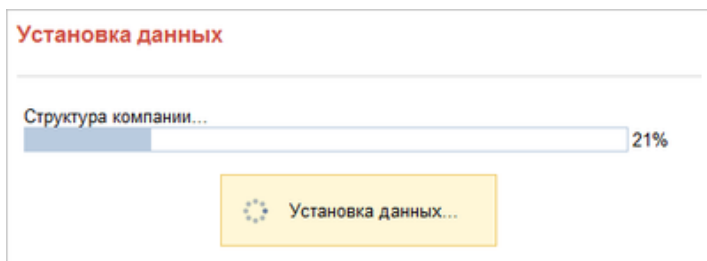 Установка данных
Структура компании...
21%
Установка данных...